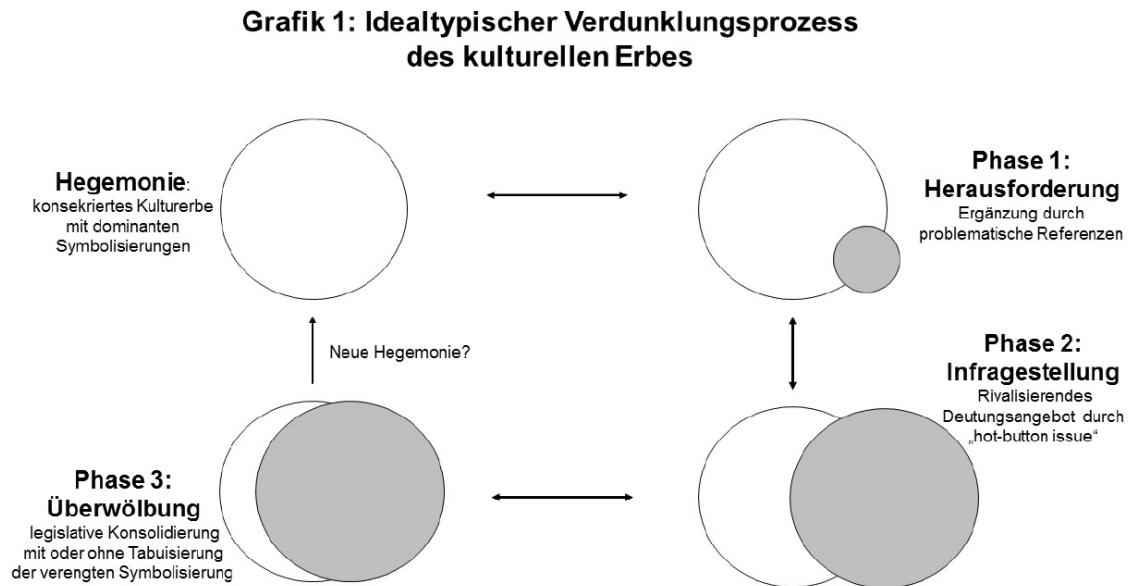 Grafik 1: Idealtypischer Verdunklungsprozess
des kulturellen Erbes
Hegemonie:
konsekriertes Kulturerbe
mit dominanten
Symbolisierungen
Phase 1:
Herausforderung
Ergänzung durch
problematische Referenzen
Neue Hegemonie?
Phase 2:
Infragestellung
Rivalisierendes
Deutungsangebot durch
„hot-button issue“
Phase 3:
Überwölbung
legislative Konsolidierung
mit oder ohne Tabuisierung
der verengten Symbolisierung